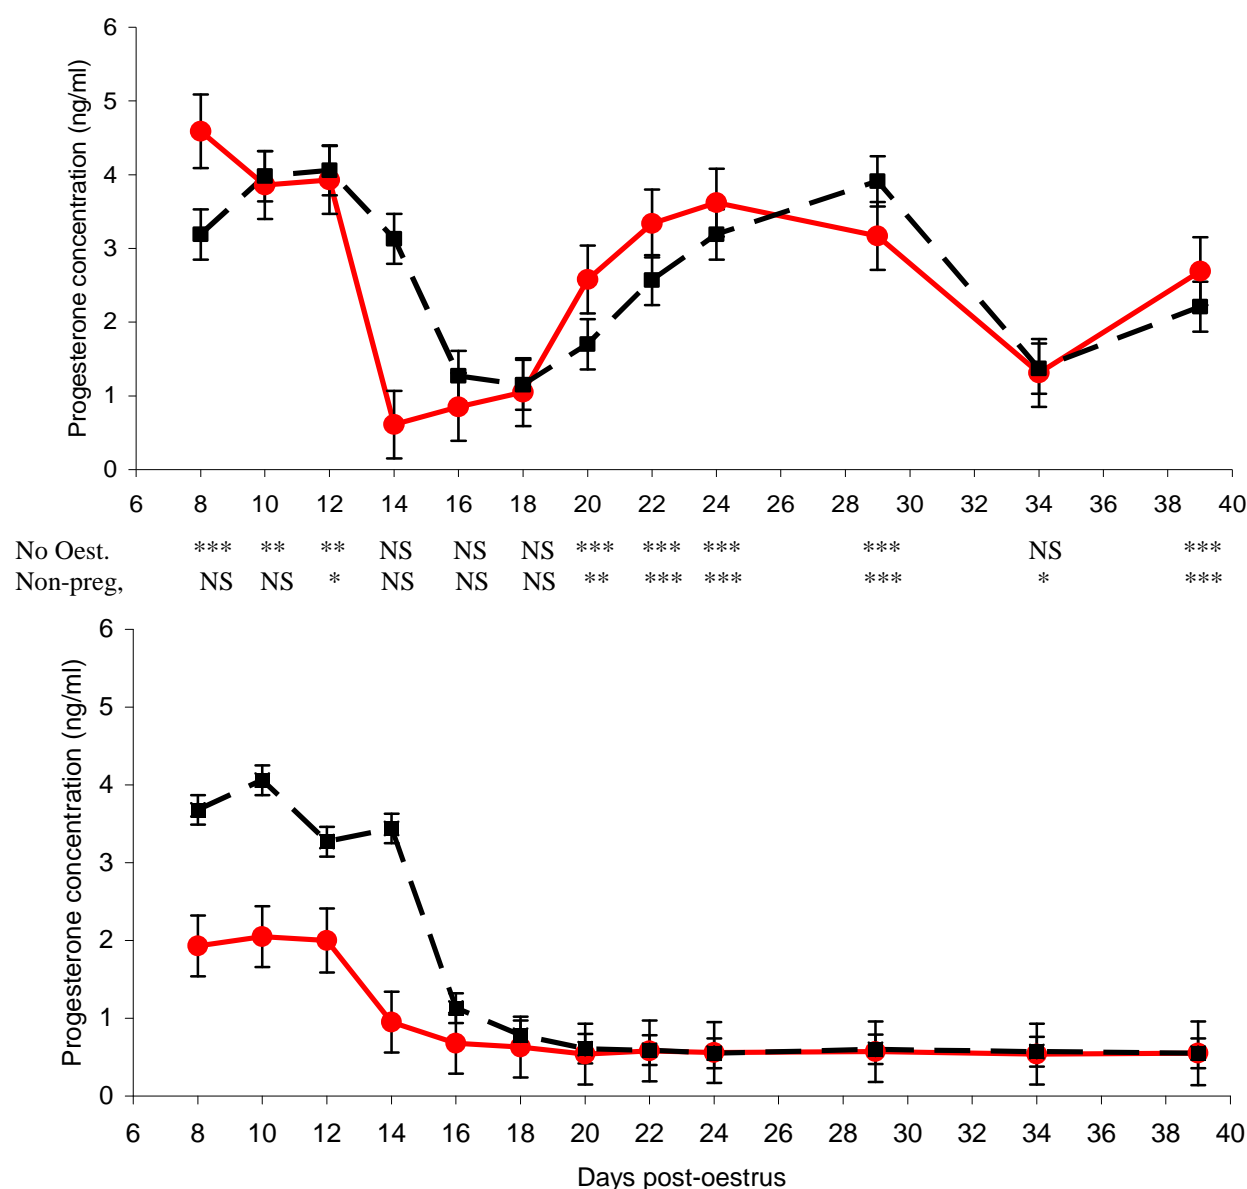 6
5
4
3
2
1
0
Progesterone concentration (ng/ml)
6 8 10 12 14 16 18 20 22 24 26 28 30 32 34 36 38 40
No Oest. *** ** ** NS NS NS *** *** *** *** NS ***
Non-preg, NS NS * NS NS NS ** *** *** *** * ***
6
5
4
3
2
1
0
Progesterone concentration (ng/ml)
6 8 10 12 14 16 18 20 22 24 26 28 30 32 34 36 38 40
Days post-oestrus